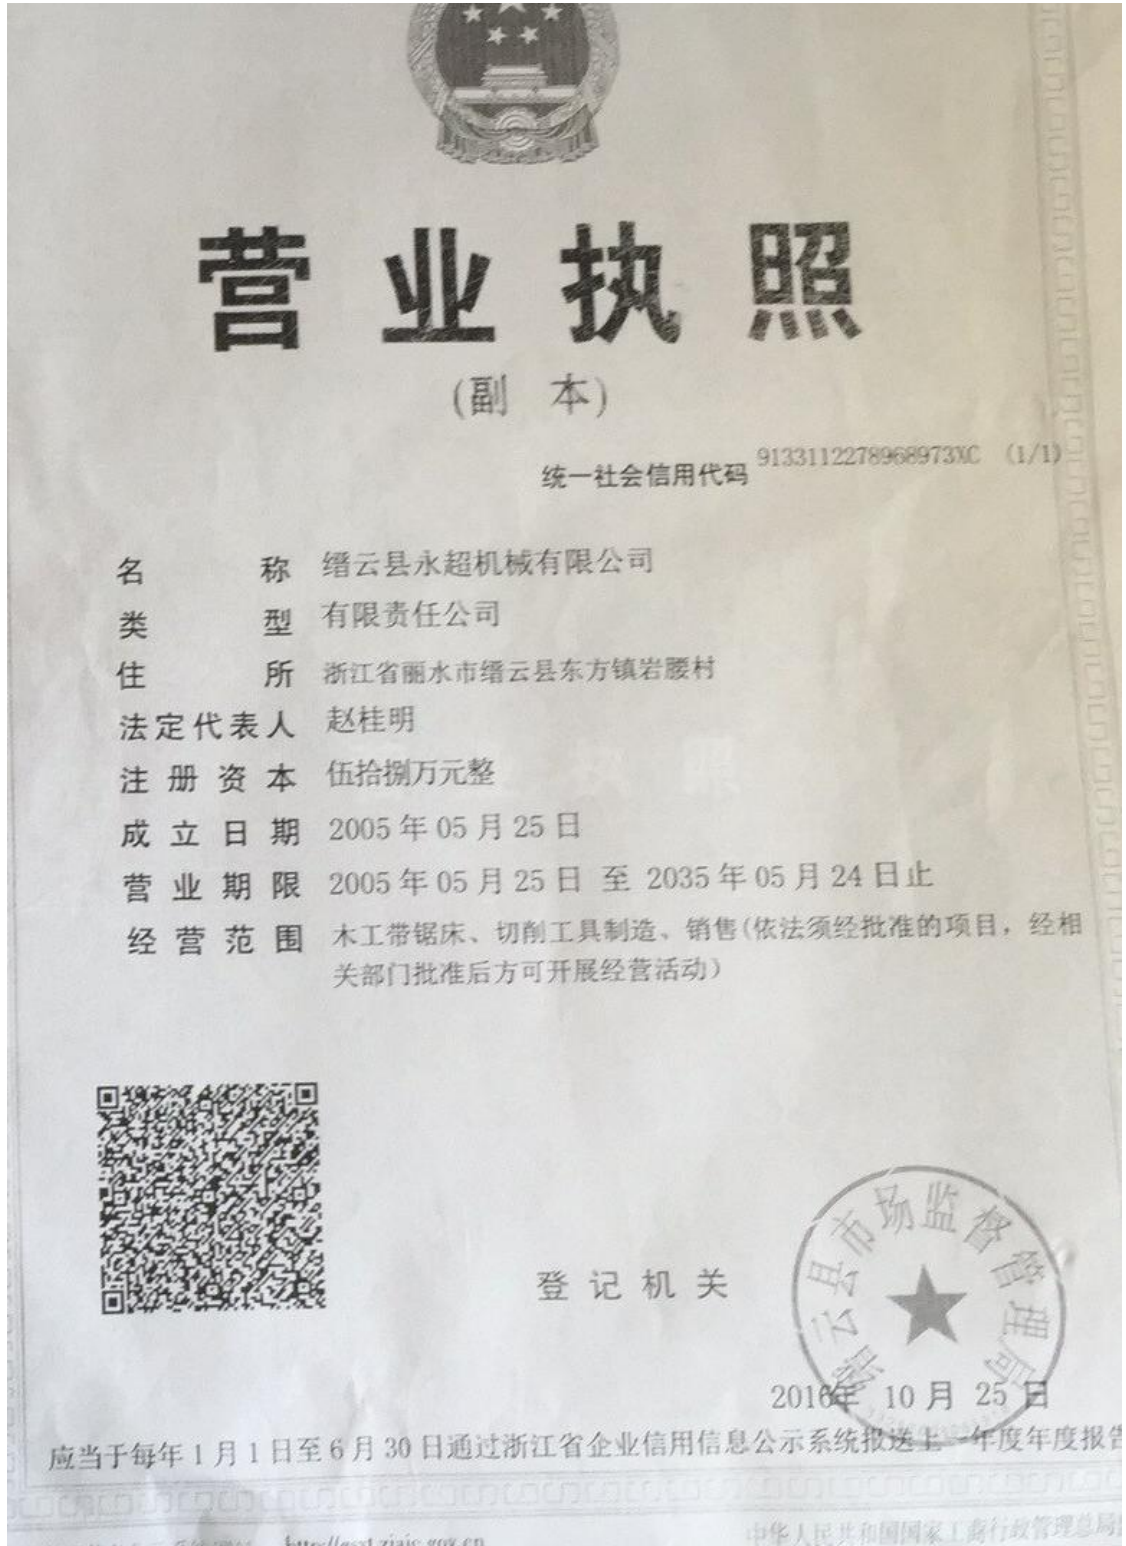 营业执照
(副 本)
统一社会信用代码 9133112278968973XC (1/1)
名 称 缙云县永超机械有限公司
类 型 有限责任公司
住 所 浙江省丽水市缙云县东方镇岩腰村
法定代表人 赵桂明
注册资本 伍拾捌万元整
成立日期 2005年05月25日
营业期限 2005年05月25日 至 2035年05月24日止
经营范围 木工带锯床、切削工具制造、销售(依法须经批准的项目，经相
关部门批准后方可开展经营活动)
缙云县市场监督管理局
登记机关
2016年 10月 25日
应当于每年1月1日至6月30日通过浙江省企业信用信息公示系统报送上一年度年度报告
中华人民共和国国家工商行政管理总局